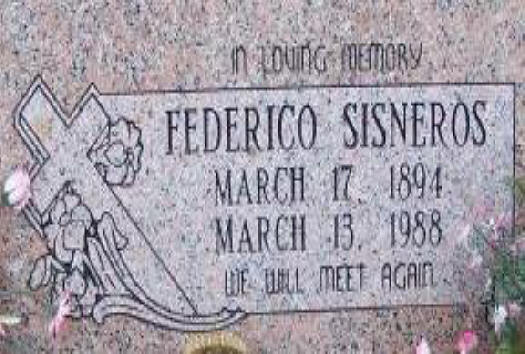 IN LOVING MEMORY
FEDERICO SISNEROS
MARCH 17, 1894
MARCH 13, 1988
WE WILL MEET AGAIN